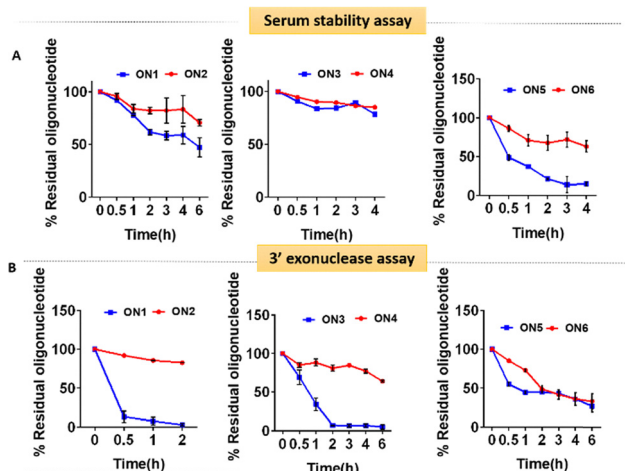 Serum stability assay
A
ON1 ON2
% Residual oligonucleotide
100
50
0
0 0.5 1 2 3 4 6
Time(h)
ON3 ON4
% Residual oligonucleotide
100
50
0
0 0.5 1 2 3 4
Time(h)
ON5 ON6
% Residual oligonucleotide
150
100
50
0
0 0.5 1 2 3 4
Time(h)
3’ exonuclease assay
B
ON1 ON2
% Residual oligonucleotide
150
100
50
0
0 0.5 1 2
Time(h)
ON3 ON4
% Residual oligonucleotide
150
100
50
0
0 0.5 1 2 3 4 6
Time(h)
ON5 ON6
% Residual oligonucleotide
150
100
50
0
0 0.5 1 2 3 4 6
Time(h)